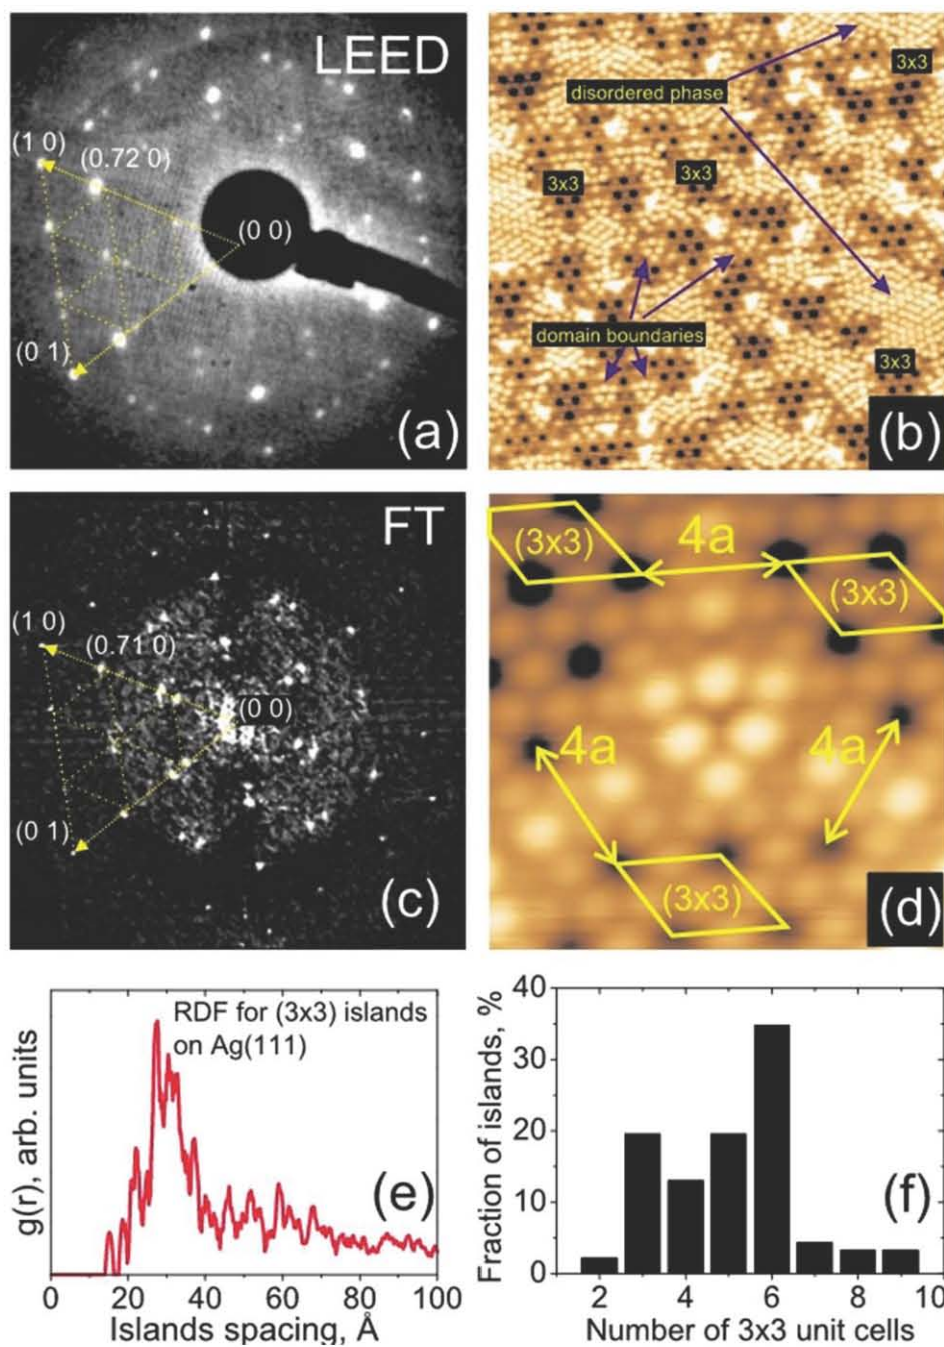 LEED
(1 0)
(0.72 0)
(0 0)
(0 1)
(a)
3x3
disordered phase
3x3
3x3
domain boundaries
3x3
(b)
FT
(1 0)
(0.71 0)
(0 0)
(0 1)
(c)
(3x3)
4a
(3x3)
4a
4a
(3x3)
(d)
RDF for (3x3) islands
on Ag(111)
g(r), arb. units
(e)
0 20 40 60 80 100
Islands spacing, Å
40
30
20
10
0
Fraction of islands, %
(f)
2 4 6 8 10
Number of 3x3 unit cells